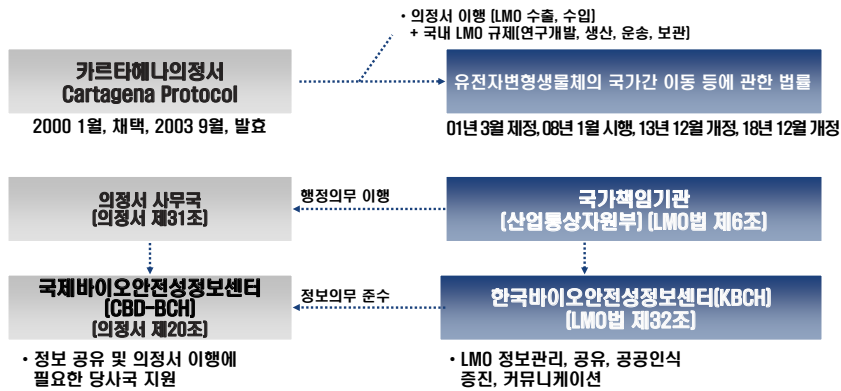 • 의정서 이행 (LMO 수출, 수입)
+ 국내 LMO 규제(연구개발, 생산, 운송, 보관)
카르타헤나의정서
Cartagena Protocol
유전자변형생물체의 국가간 이동 등에 관한 법률
2000 1월, 채택, 2003 9월, 발효
01년 3월 제정, 08년 1월 시행, 13년 12월 개정, 18년 12월 개정
의정서 사무국
(의정서 제31조)
행정의무 이행
국가책임기관
(산업통상자원부) (LMO법 제6조)
국제바이오안전성정보센터
(CBD-BCH)
(의정서 제20조)
정보의무 준수
한국바이오안전성정보센터(KBCH)
(LMO법 제32조)
• 정보 공유 및 의정서 이행에
필요한 당사국 지원
• LMO 정보관리, 공유, 공공인식
증진, 커뮤니케이션